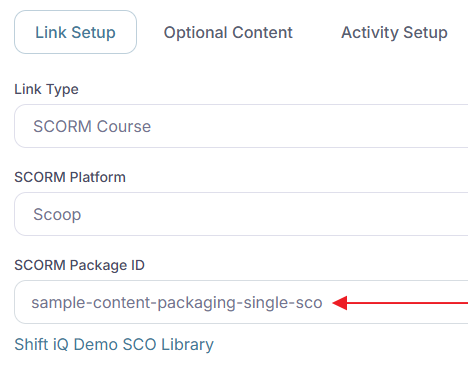 Link Setup Optional Content Activity Setup
Link Type
SCORM Course
SCORM Platform
Scoop
SCORM Package ID
sample-content-packaging-single-sco
Shift iQ Demo SCO Library